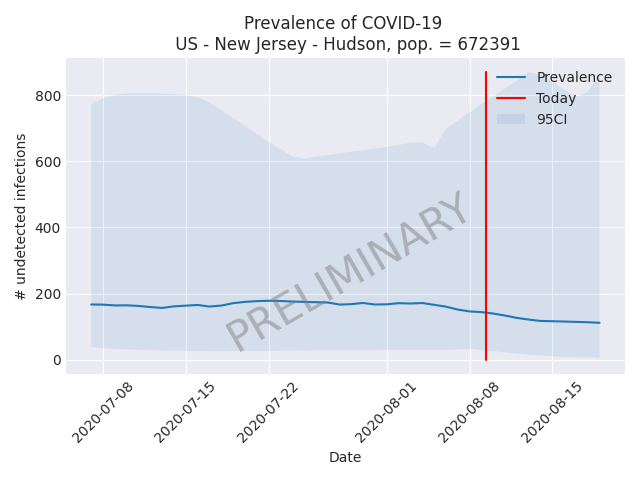 Prevalence of COVID-19
US - New Jersey - Hudson, pop. = 672391
Prevalence
Today
95CI
800
600
400
200
0
# undetected infections
PRELIMINARY
2020-07-08
2020-07-15
2020-07-22
2020-08-01
2020-08-08
2020-08-15
Date